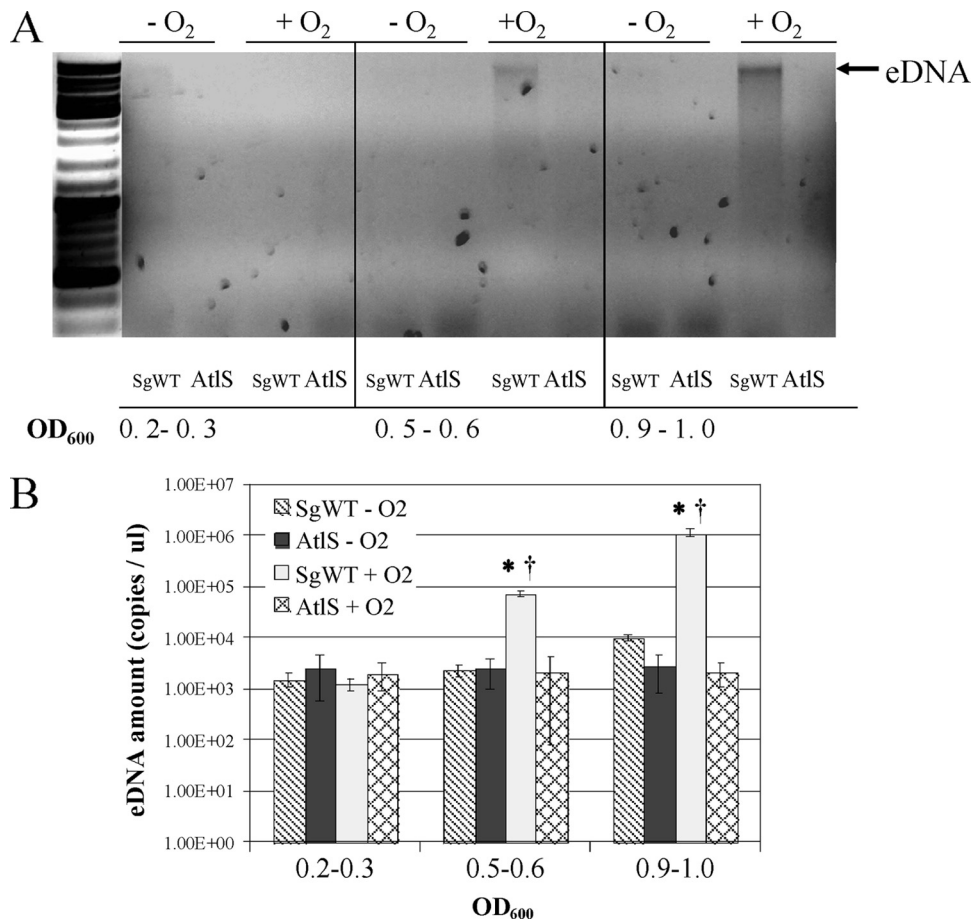 A
- O2 + O2 - O2 +O2 - O2 + O2
eDNA
SgWT AtlS SgWT AtlS SgWT AtlS SgWT AtlS SgWT AtlS SgWT AtlS
OD600 0. 2- 0. 3 0. 5 - 0. 6 0. 9 - 1. 0
B
eDNA amount (copies / ul)
1.00E+07
1.00E+06
1.00E+05
1.00E+04
1.00E+03
1.00E+02
1.00E+01
1.00E+00
SgWT - O2
AtlS - O2
SgWT + O2
AtlS + O2
* †
* †
0.2-0.3 0.5-0.6 0.9-1.0
OD600